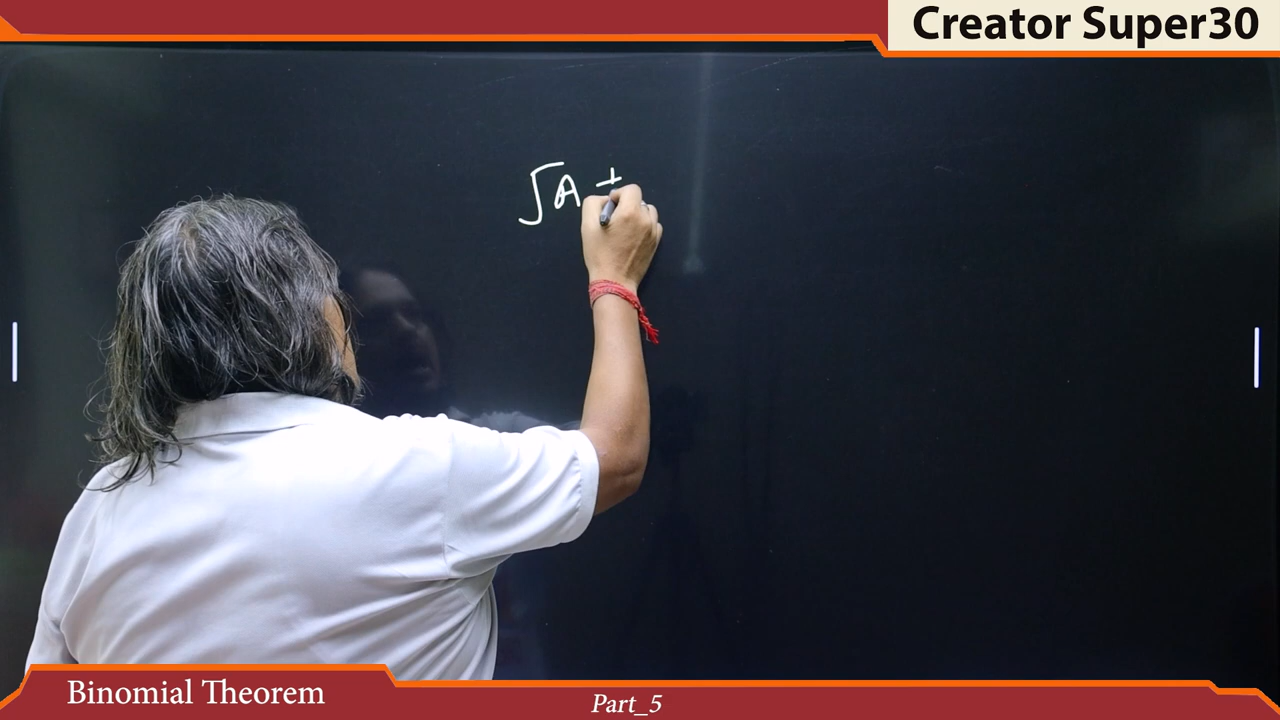 Creator Super30
√A +
Binomial Theorem
Part_5